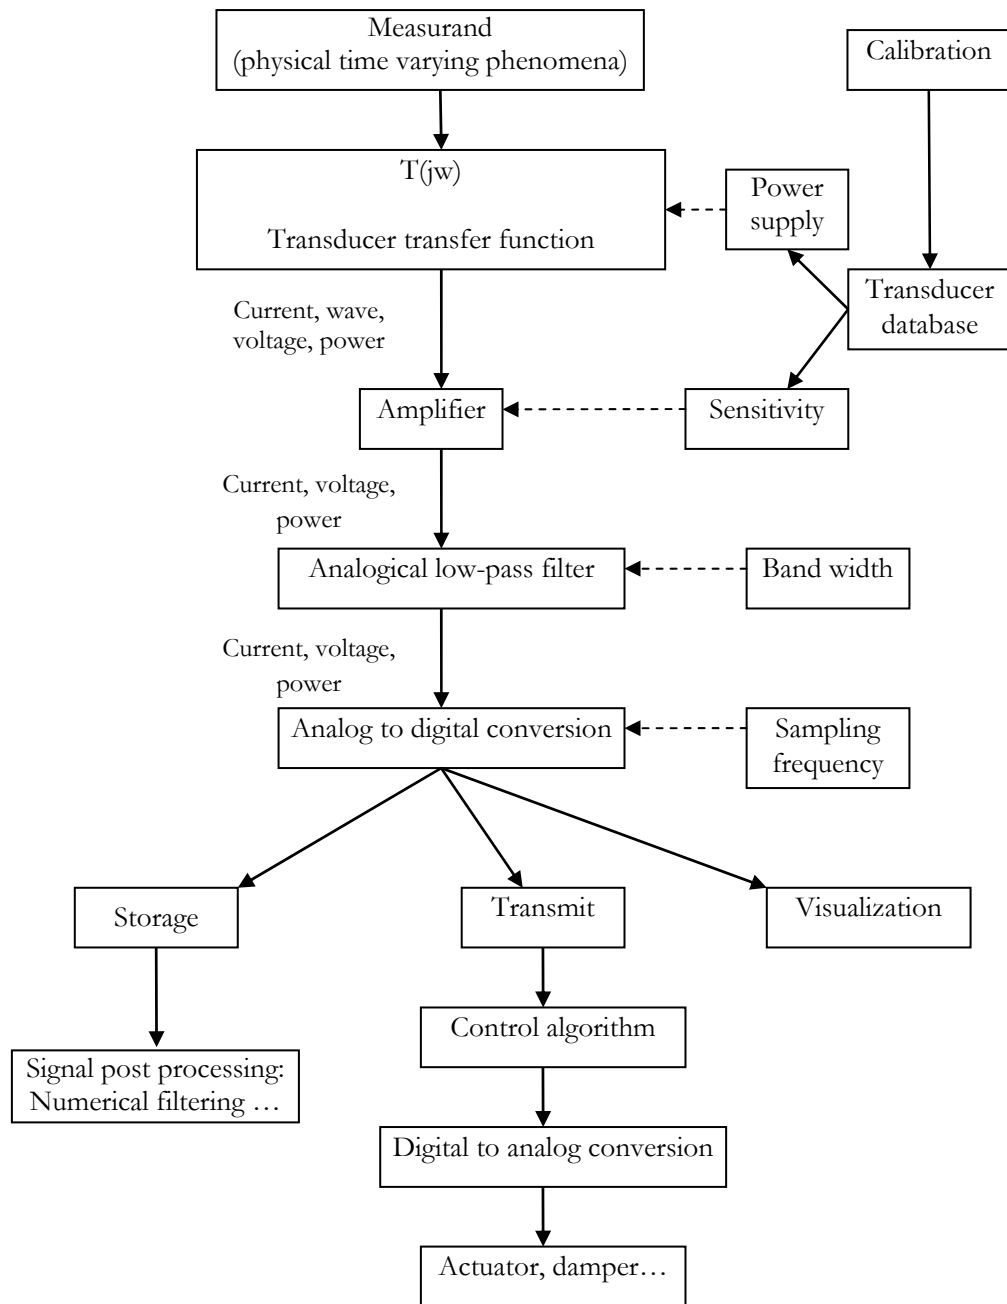 Measurand
(physical time varying phenomena)
Calibration
T(jw)
Transducer transfer function
Power
supply
Transducer
database
Current, wave,
voltage, power
Amplifier
Sensitivity
Current, voltage,
power
Analogical low-pass filter
Band width
Current, voltage,
power
Analog to digital conversion
Sampling
frequency
Storage
Transmit
Visualization
Control algorithm
Signal post processing:
Numerical filtering …
Digital to analog conversion
Actuator, damper…